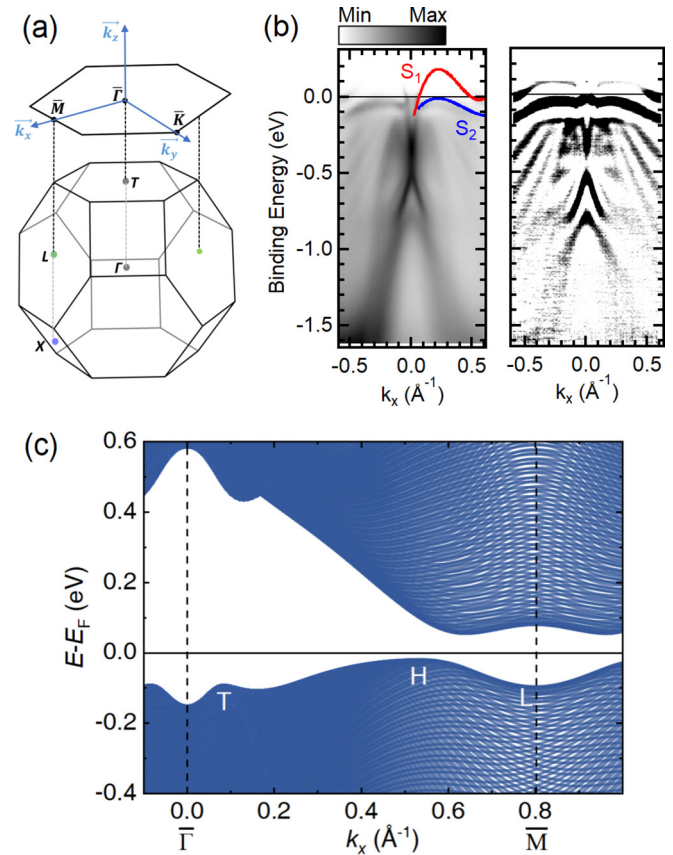 (a)
k_z
Γ̄
M̄
K̄
k_x
k_y
T
L
Γ
X
(b)
Min Max
S₁
S₂
Binding Energy (eV)
0.0
-0.5
-1.0
-1.5
-0.5 0.0 0.5
k_x (Å⁻¹)
-0.5 0.0 0.5
k_x (Å⁻¹)
(c)
E-E_F (eV)
0.6
0.4
0.2
0.0
-0.2
-0.4
T
H
L
0.0 0.2 0.4 0.6 0.8
Γ̄ k_x (Å⁻¹) M̄